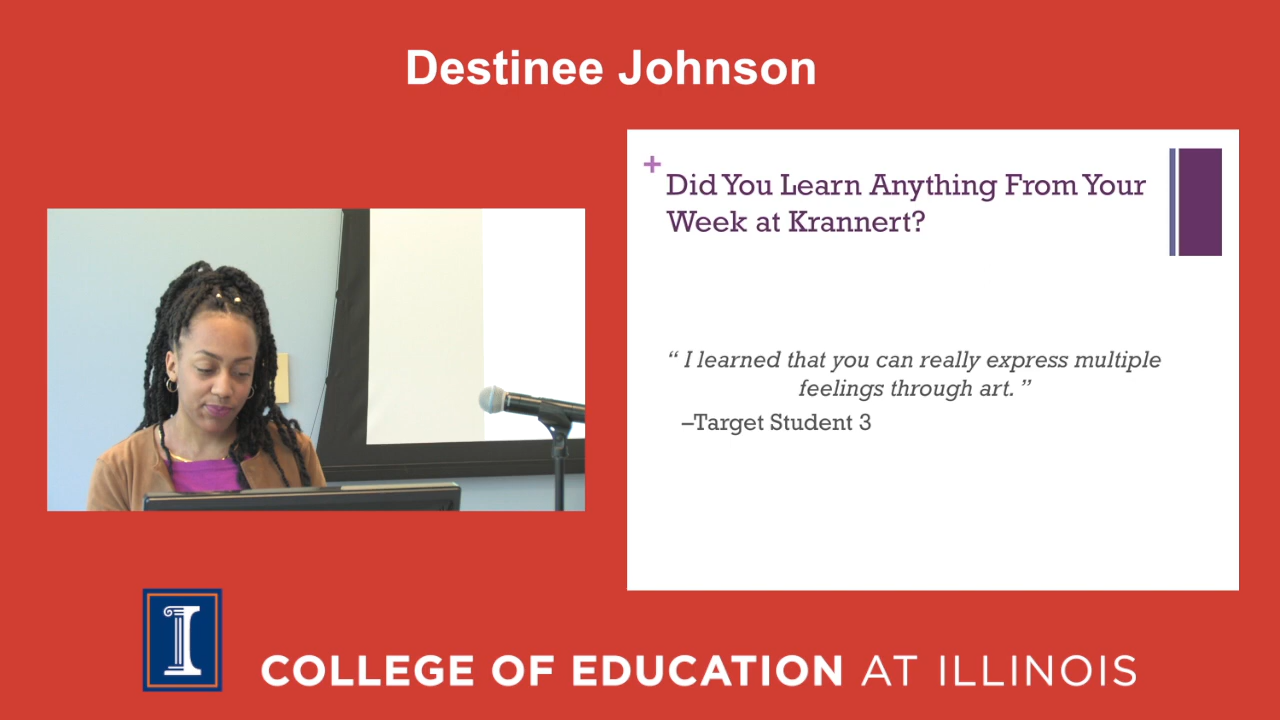 Destinee Johnson
+
Did You Learn Anything From Your
Week at Krannert?
“ I learned that you can really express multiple
feelings through art. ”
–Target Student 3
I
COLLEGE OF EDUCATION AT ILLINOIS